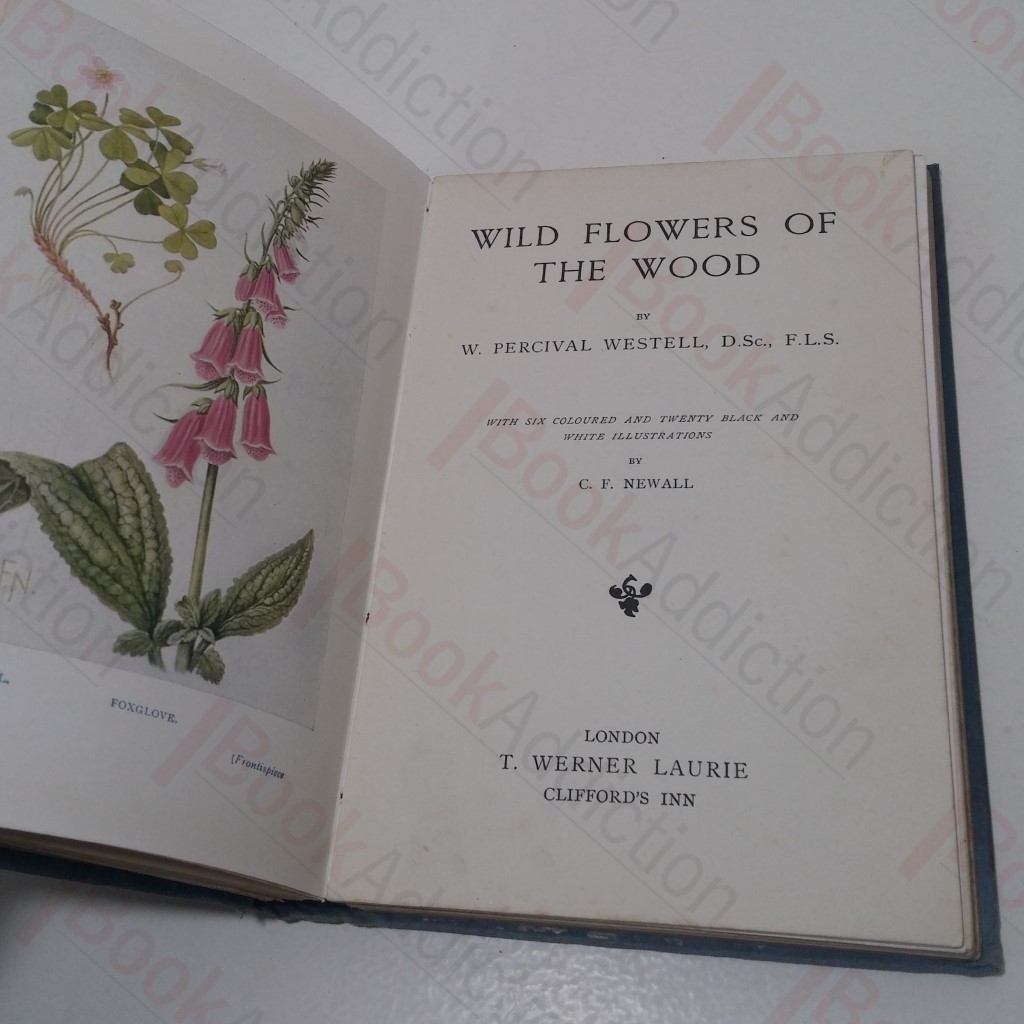 F.N.
L.
FOXGLOVE.
[Frontispiece
WILD FLOWERS OF
THE WOOD
BY
W. PERCIVAL WESTELL, D.Sc., F.L.S.
WITH SIX COLOURED AND TWENTY BLACK AND
WHITE ILLUSTRATIONS
BY
C. F. NEWALL
LONDON
T. WERNER LAURIE
CLIFFORD'S INN
BookAddiction